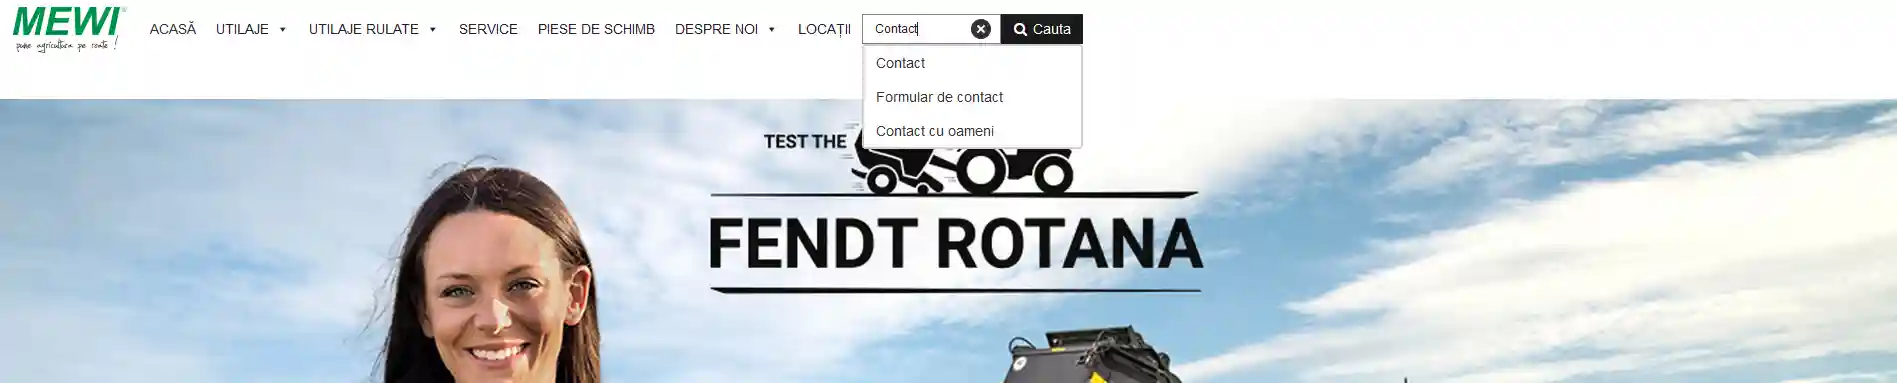 MEWI
pune agricultura pe roate!
ACASĂ UTILAJE UTILAJE RULATE SERVICE PIESE DE SCHIMB DESPRE NOI LOCAȚII Contact Cauta
Contact
Formular de contact
Contact cu oameni
TEST THE
FENDT ROTANA